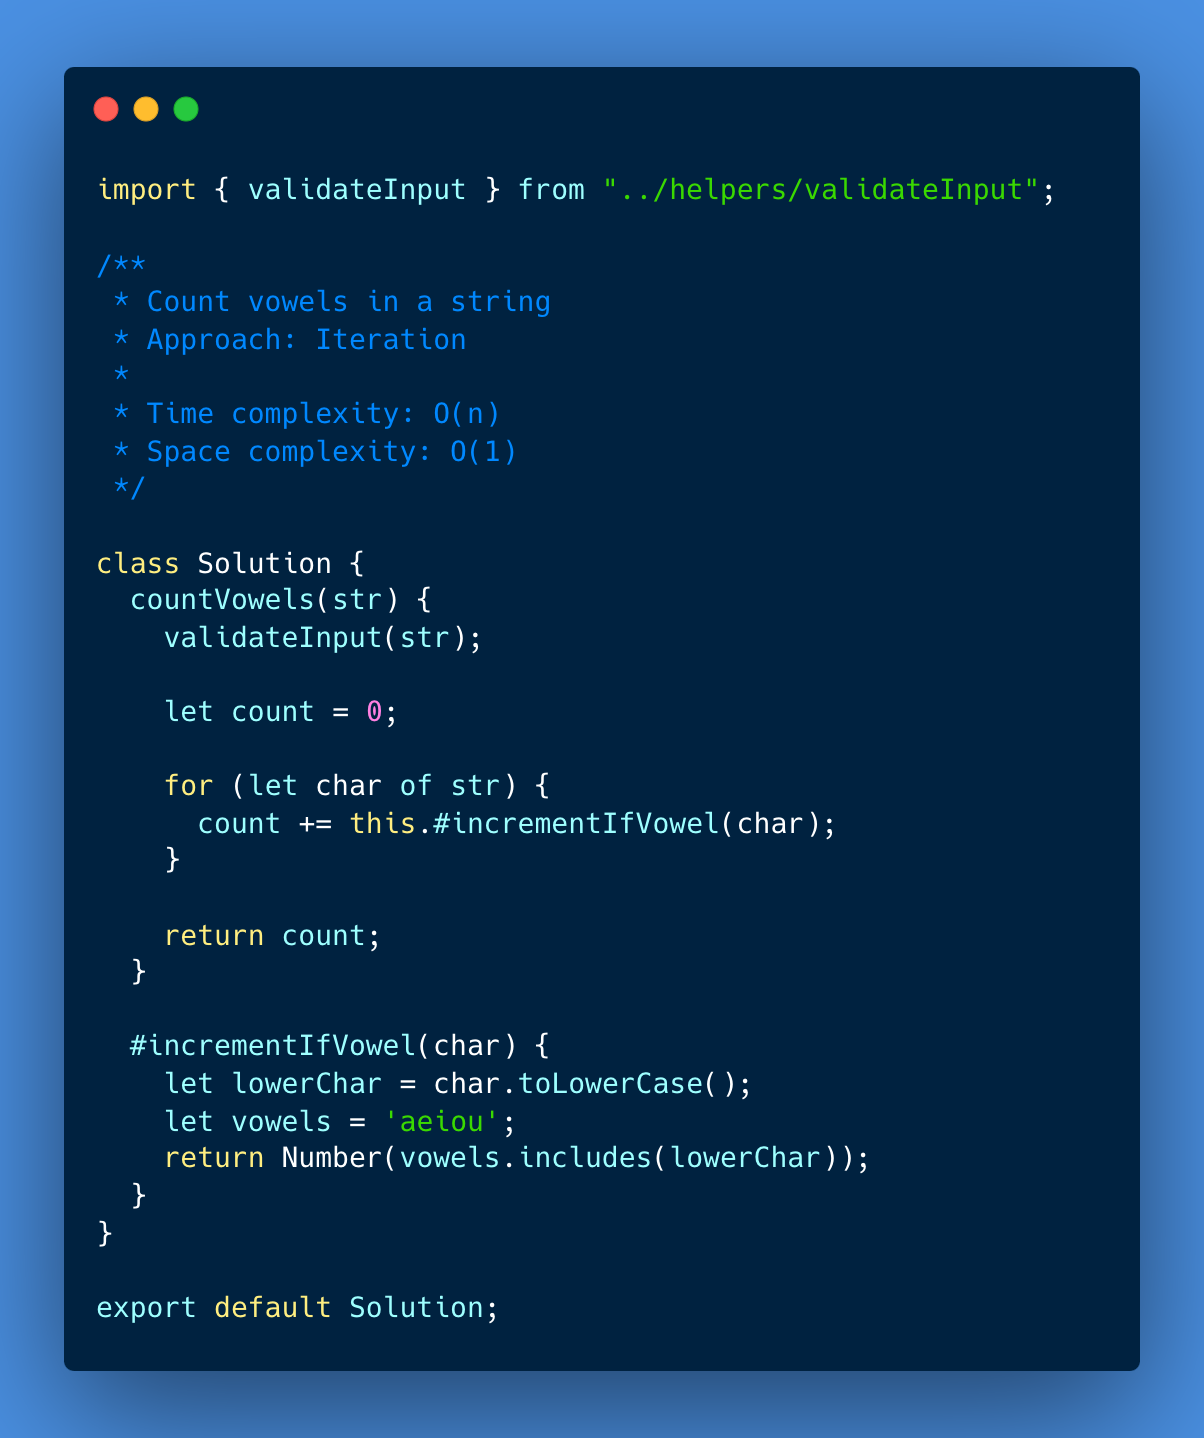 import { validateInput } from "../helpers/validateInput";

/**
 * Count vowels in a string
 * Approach: Iteration
 *
 * Time complexity: O(n)
 * Space complexity: O(1)
 */

class Solution {
  countVowels(str) {
    validateInput(str);

    let count = 0;

    for (let char of str) {
      count += this.#incrementIfVowel(char);
    }

    return count;
  }

  #incrementIfVowel(char) {
    let lowerChar = char.toLowerCase();
    let vowels = 'aeiou';
    return Number(vowels.includes(lowerChar));
  }
}

export default Solution;